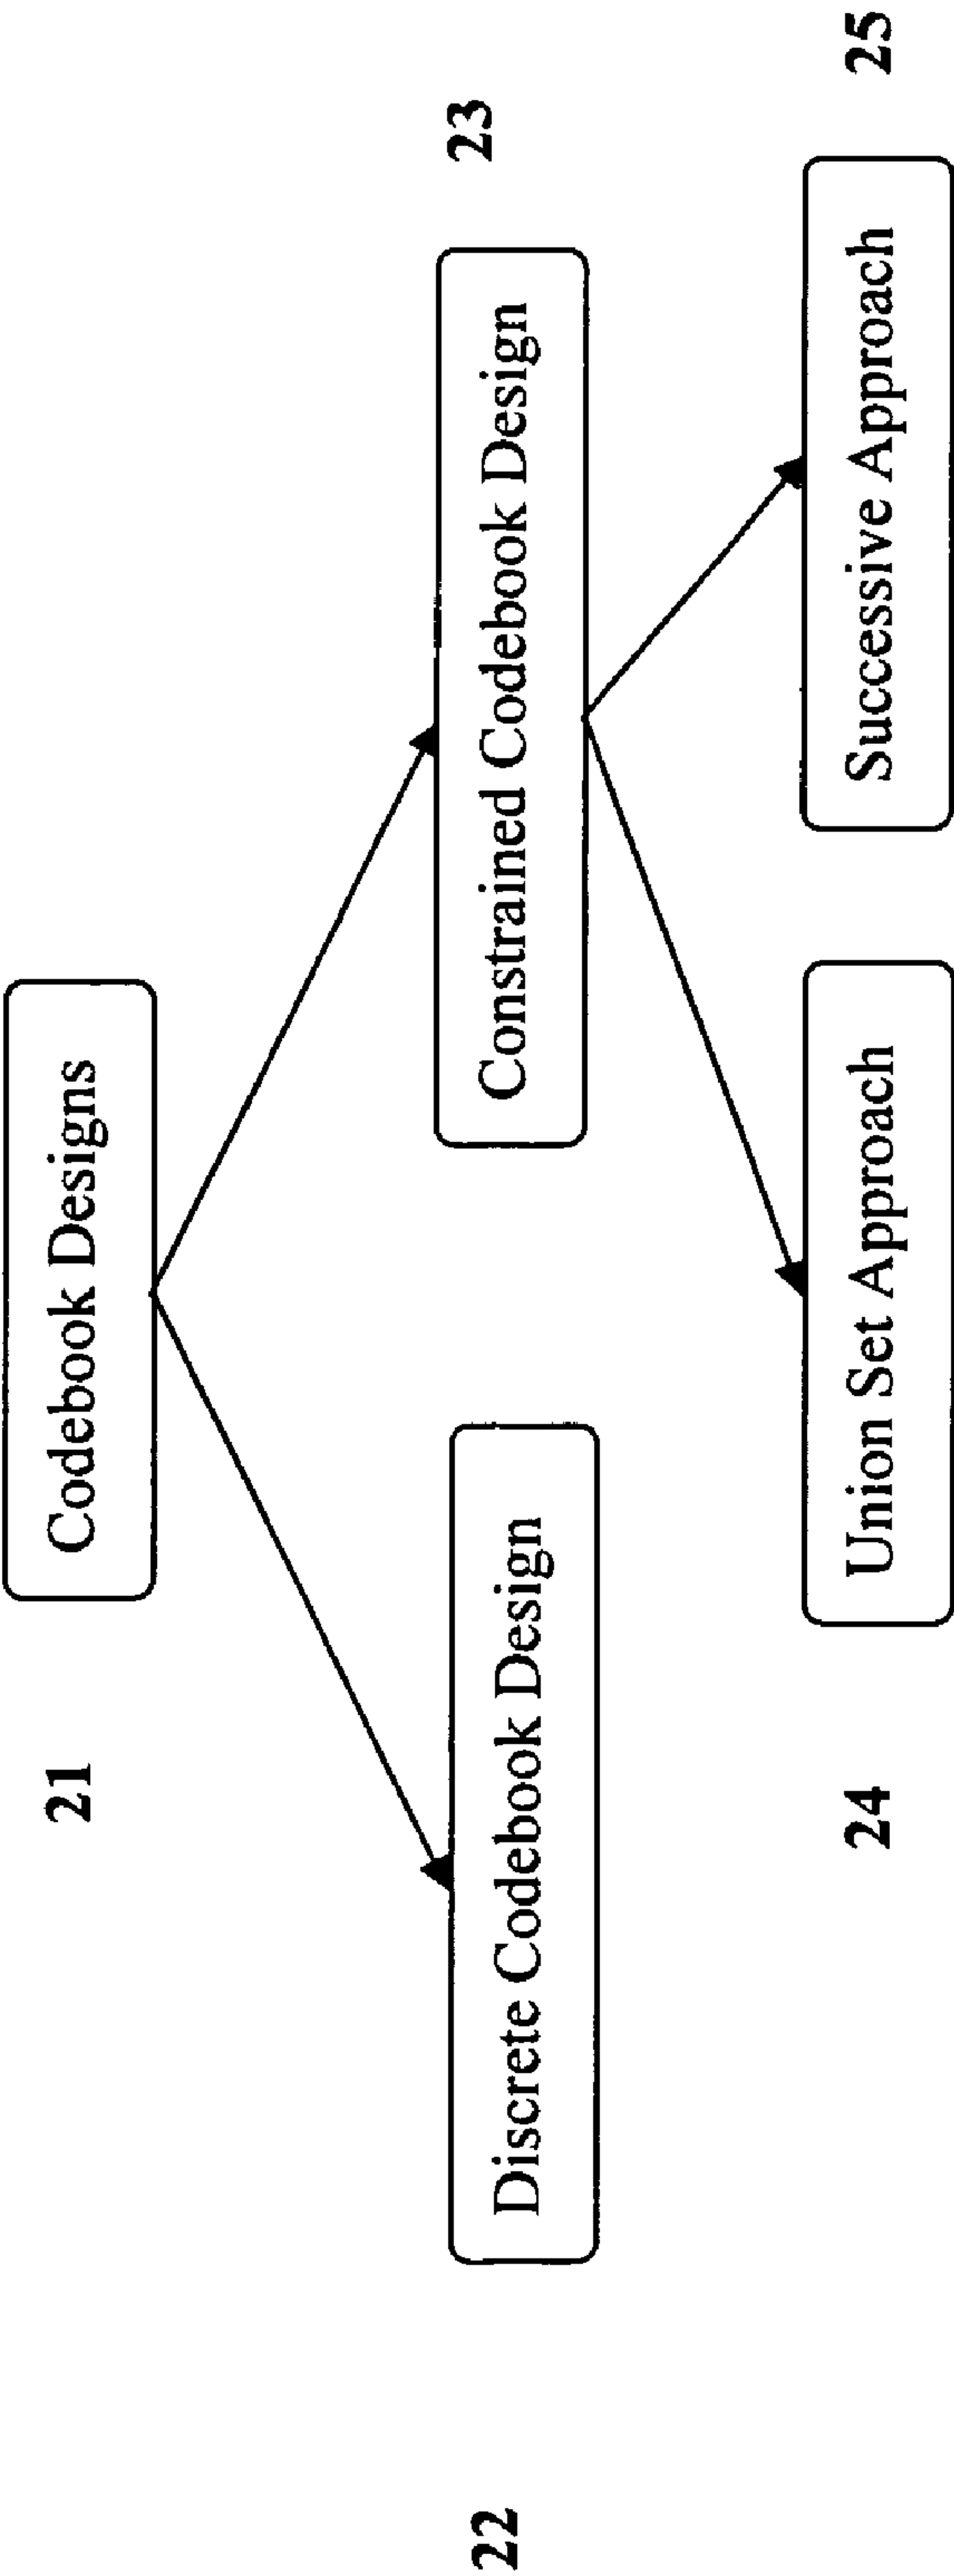 21
Codebook Designs
22
Discrete Codebook Design
Constrained Codebook Design
23
24
Union Set Approach
Successive Approach
25